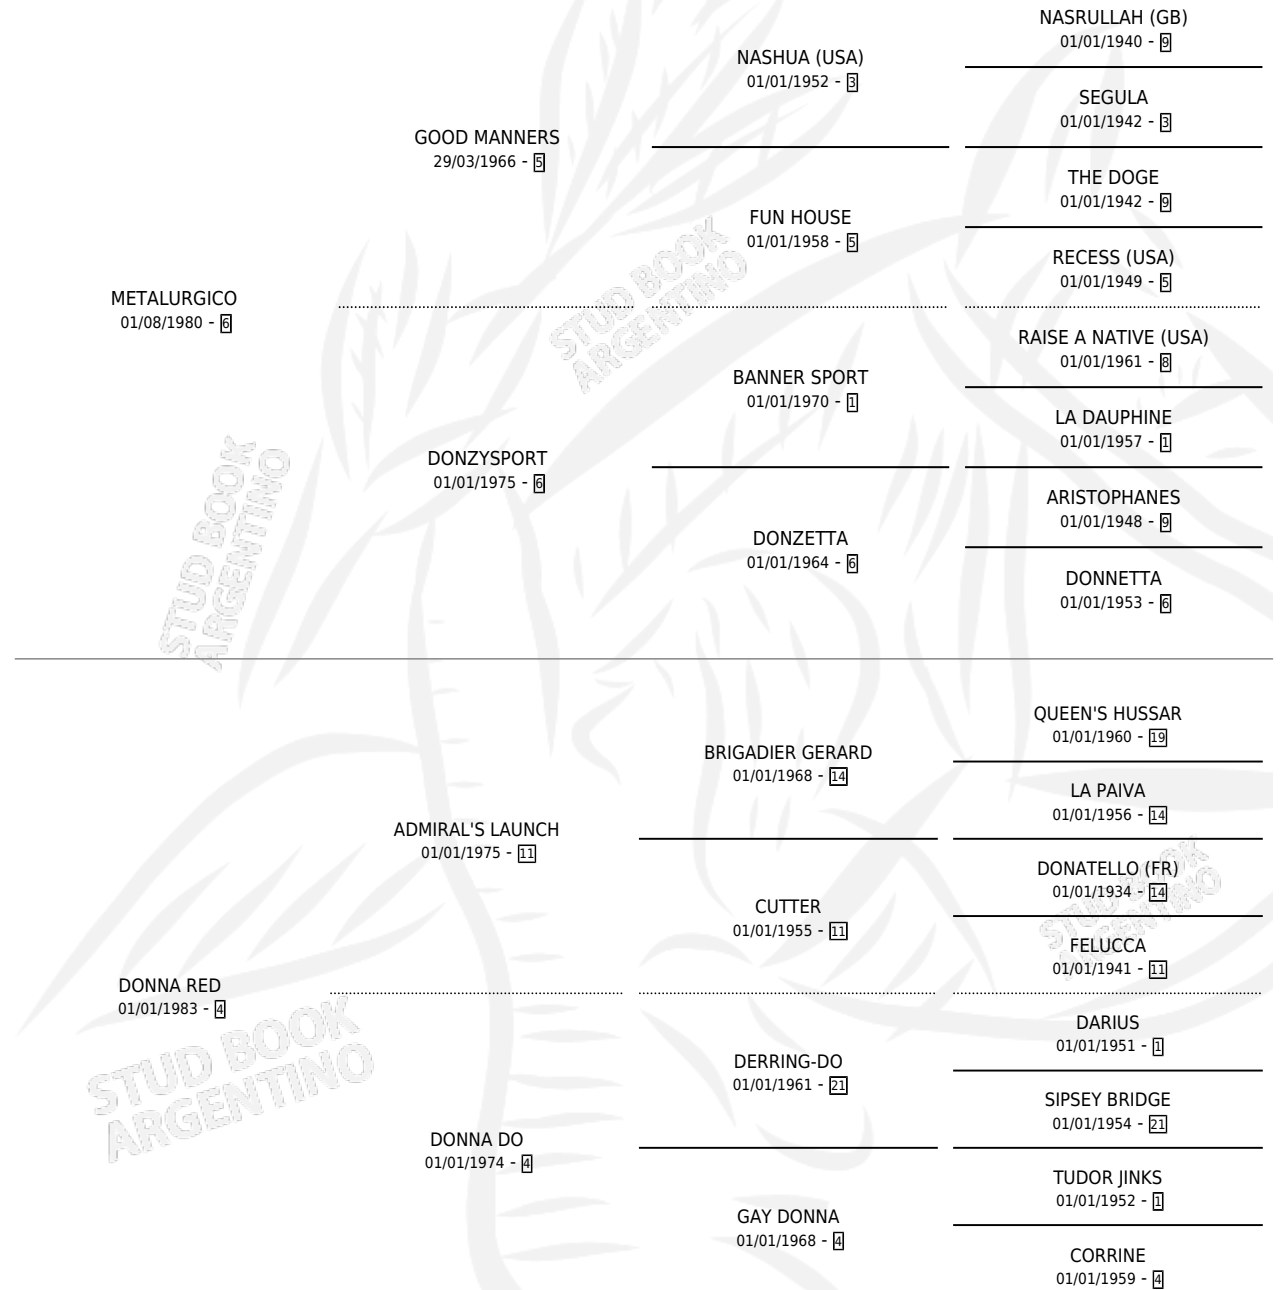 NASRULLAH (GB)
01/01/1940 - 9
NASHUA (USA)
01/01/1952 - 3
SEGULA
01/01/1942 - 3
GOOD MANNERS
29/03/1966 - 5
THE DOGE
01/01/1942 - 9
FUN HOUSE
01/01/1958 - 5
RECESS (USA)
01/01/1949 - 5
METALURGICO
01/08/1980 - 6
RAISE A NATIVE (USA)
01/01/1961 - 8
BANNER SPORT
01/01/1970 - 1
LA DAUPHINE
01/01/1957 - 1
DONZYSPORT
01/01/1975 - 6
ARISTOPHANES
01/01/1948 - 9
DONZETTA
01/01/1964 - 6
DONNETTA
01/01/1953 - 6
QUEEN'S HUSSAR
01/01/1960 - 19
BRIGADIER GERARD
01/01/1968 - 14
LA PAIVA
01/01/1956 - 14
ADMIRAL'S LAUNCH
01/01/1975 - 11
DONATELLO (FR)
01/01/1934 - 14
CUTTER
01/01/1955 - 11
FELUCCA
01/01/1941 - 11
DONNA RED
01/01/1983 - 4
DARIUS
01/01/1951 - 1
DERRING-DO
01/01/1961 - 21
SIPSEY BRIDGE
01/01/1954 - 21
DONNA DO
01/01/1974 - 4
TUDOR JINKS
01/01/1952 - 1
GAY DONNA
01/01/1968 - 4
CORRINE
01/01/1959 - 4
STUD BOOK
ARGENTINO
STUD BOOK
ARGENTINO
STUD BOOK
ARGENTINO
STUD BOOK
ARGENTINO